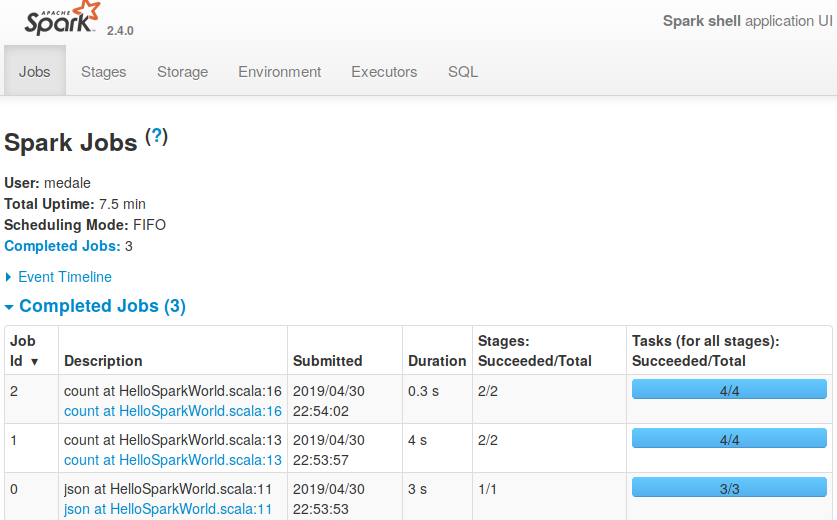 APACHE
Spark 2.4.0
Spark shell application UI
Jobs Stages Storage Environment Executors SQL
Spark Jobs (?)
User: medale
Total Uptime: 7.5 min
Scheduling Mode: FIFO
Completed Jobs: 3
Event Timeline
Completed Jobs (3)
Job Id ▼ Description Submitted Duration Stages: Succeeded/Total Tasks (for all stages): Succeeded/Total
2 count at HelloSparkWorld.scala:16 2019/04/30 0.3 s 2/2 4/4
count at HelloSparkWorld.scala:16 22:54:02
1 count at HelloSparkWorld.scala:13 2019/04/30 4 s 2/2 4/4
count at HelloSparkWorld.scala:13 22:53:57
0 json at HelloSparkWorld.scala:11 2019/04/30 3 s 1/1 3/3
json at HelloSparkWorld.scala:11 22:53:53